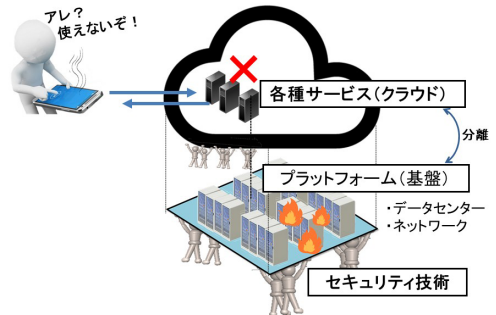 アレ？
使えないぞ！
各種サービス（クラウド）
分離
プラットフォーム（基盤）
・データセンター
・ネットワーク
セキュリティ技術